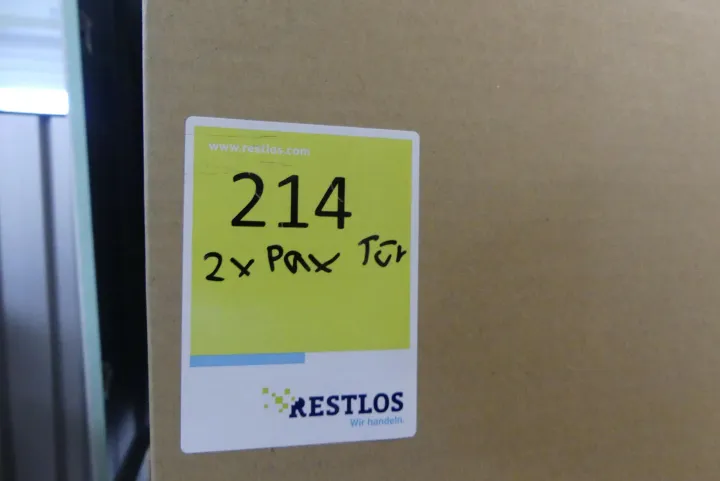 www.restlos.com
214
2x Pax Tür
RESTLOS
Wir handeln.